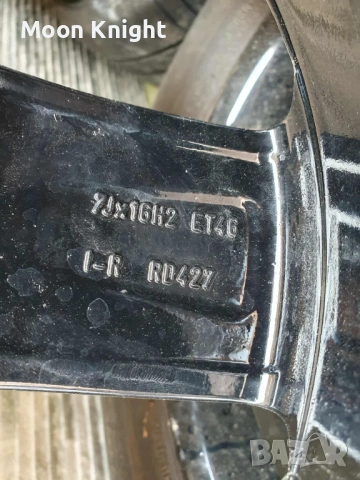 Moon Knight
7Jx16H2 ET46
I-R RD427
BAZAR